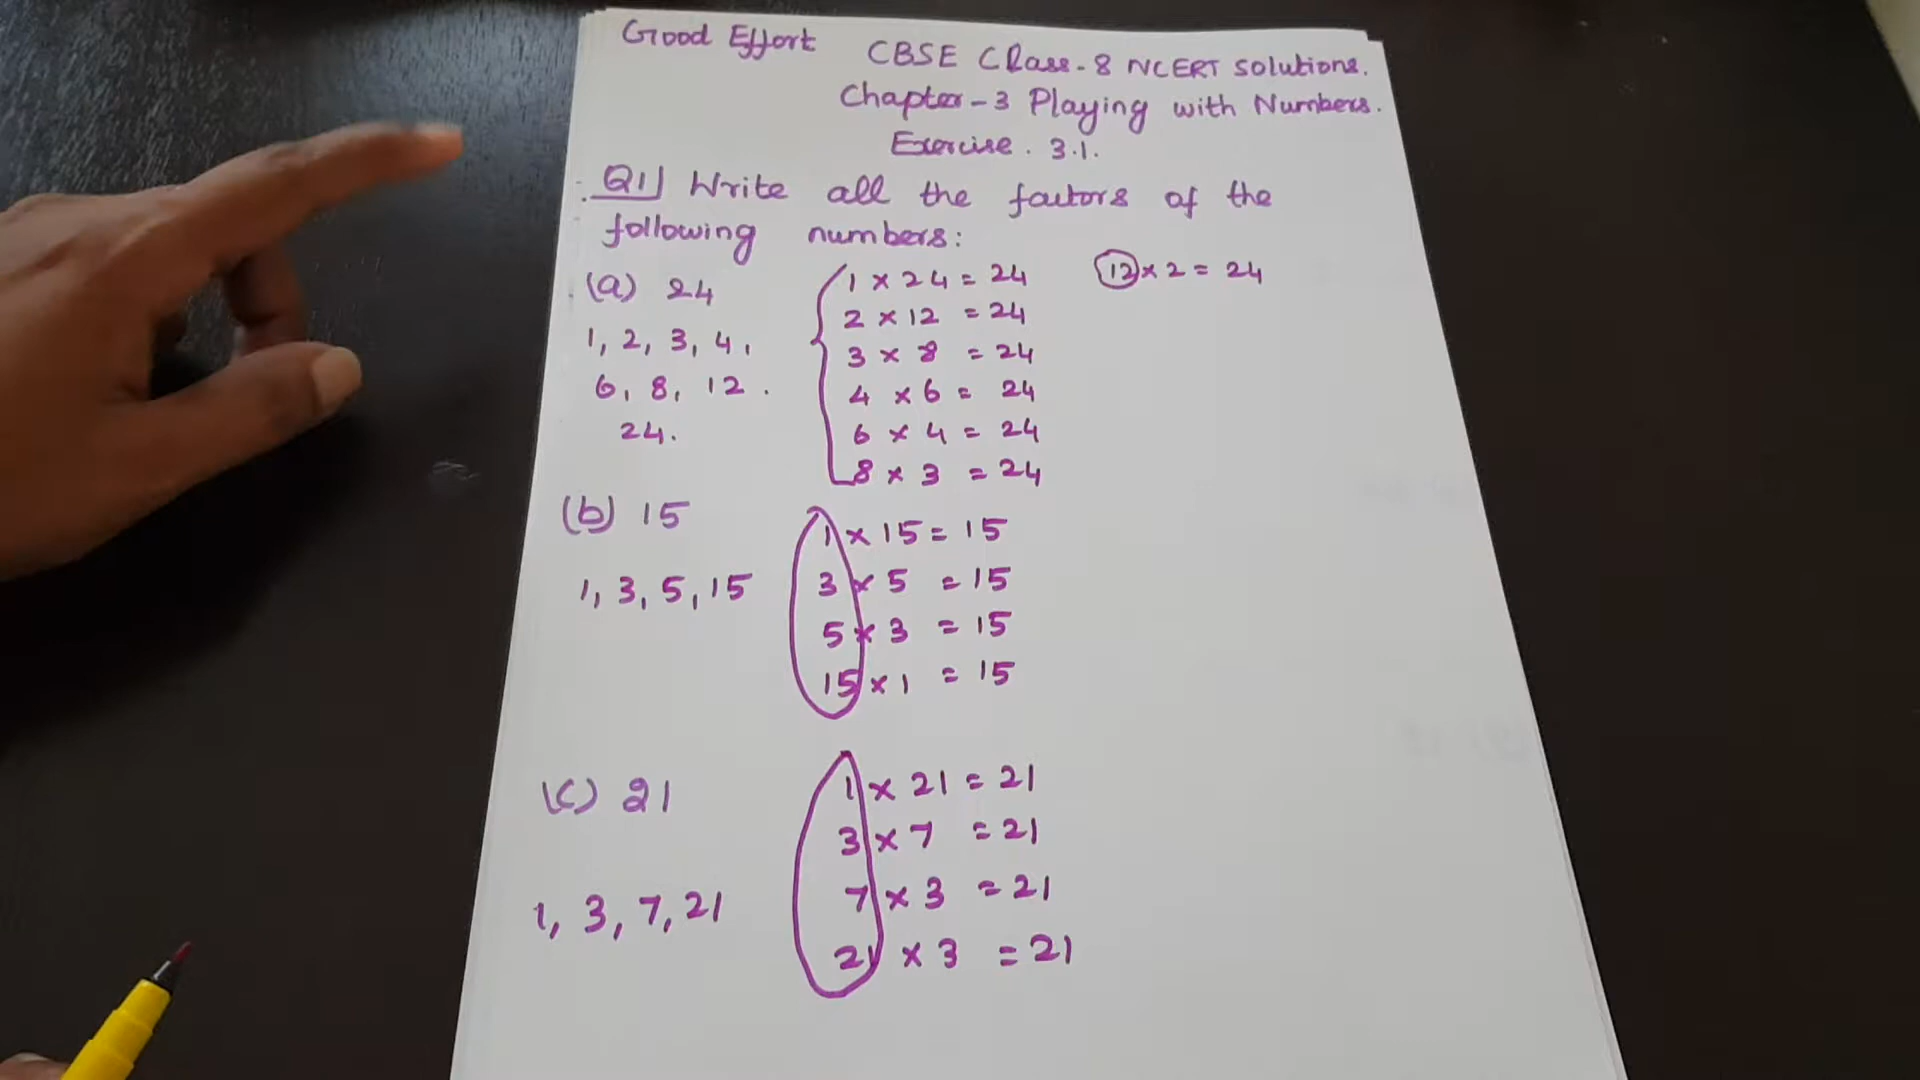 Good Effort
CBSE Class-8 NCERT solutions.
Chapter-3 Playing with Numbers.
Exercise. 3.1.
Q1) Write all the factors of the
following numbers:
(a) 24
1, 2, 3, 4,
6, 8, 12.
24.
1 × 24 = 24
2 × 12 = 24
3 × 8 = 24
4 × 6 = 24
6 × 4 = 24
8 × 3 = 24
12 × 2 = 24
(b) 15
1, 3, 5, 15
1 × 15 = 15
3 × 5 = 15
5 × 3 = 15
15 × 1 = 15
(c) 21
1, 3, 7, 21
1 × 21 = 21
3 × 7 = 21
7 × 3 = 21
21 × 3 = 21